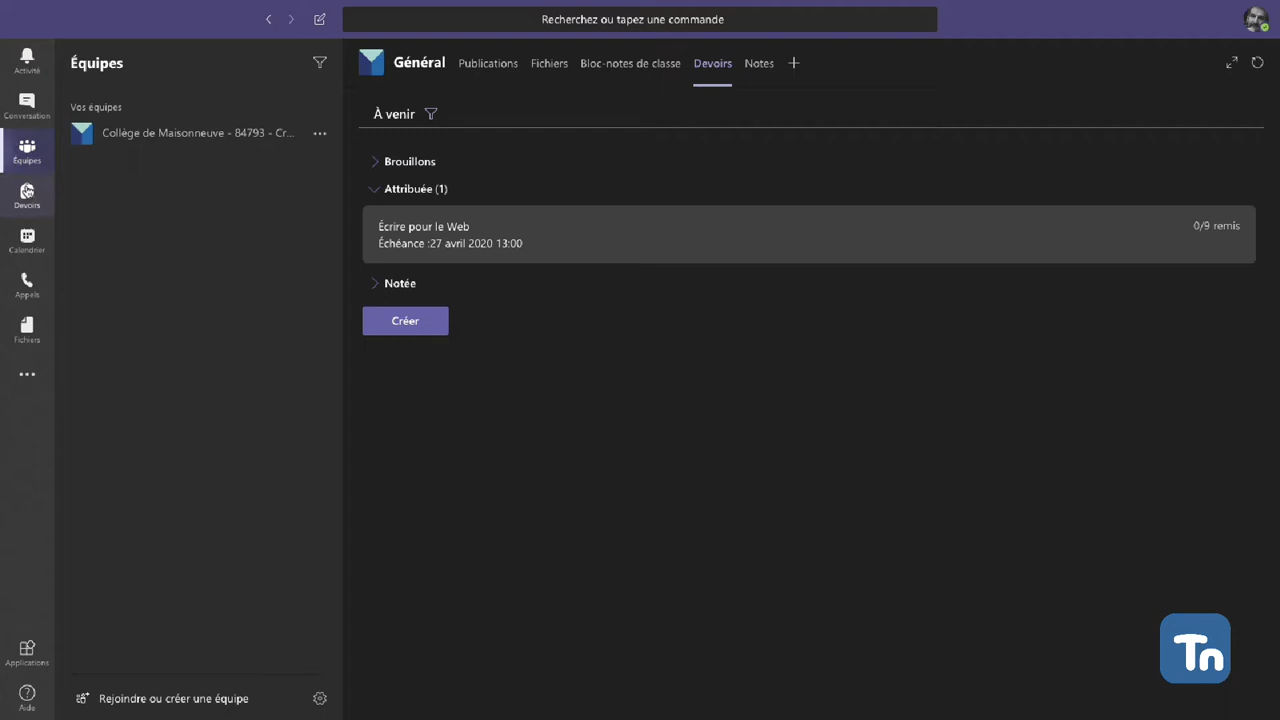 Recherchez ou tapez une commande
Activité
Conversation
Équipes
Devoirs
Calendrier
Appels
Fichiers
Applications
Aide
Équipes
Vos équipes
Collège de Maisonneuve - 84793 - Cr...
Rejoindre ou créer une équipe
Général Publications Fichiers Bloc-notes de classe Devoirs Notes
À venir
Brouillons
Attribuée (1)
Écrire pour le Web 0/9 remis
Échéance :27 avril 2020 13:00
Notée
Créer
Tn